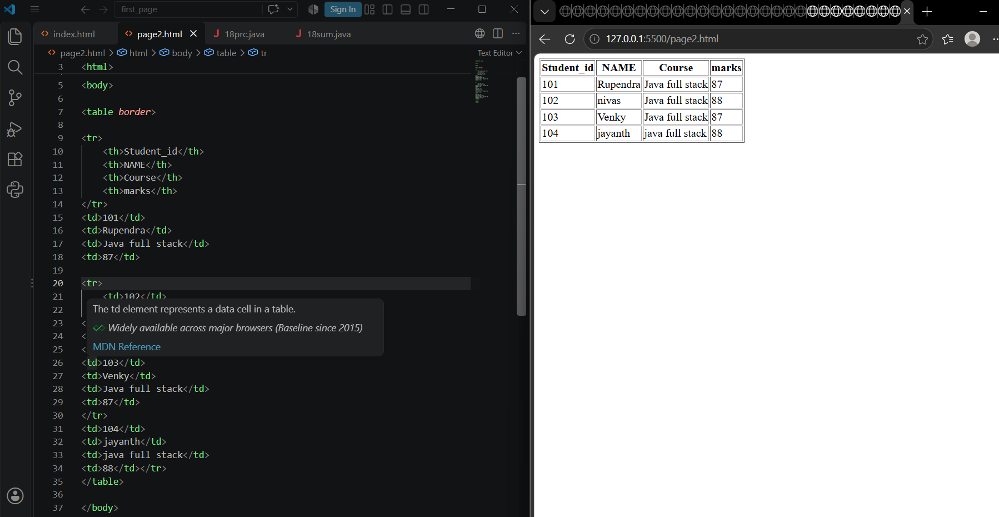 first_page
Sign In
index.html
page2.html
18prc.java
18sum.java
page2.html > html > body > table > tr
Text Editor
3 <html>
5 <body>
6
7 <table border>
8
9 <tr>
10 <th>Student_id</th>
11 <th>NAME</th>
12 <th>Course</th>
13 <th>marks</th>
14 </tr>
15 <td>101</td>
16 <td>Rupendra</td>
17 <td>Java full stack</td>
18 <td>87</td>
19
20 <tr>
21 <td>102</td>
22
23 <
24 <
25 <
The td element represents a data cell in a table.
Widely available across major browsers (Baseline since 2015)
MDN Reference
26 <td>103</td>
27 <td>Venky</td>
28 <td>Java full stack</td>
29 <td>87</td>
30 </tr>
31 <td>104</td>
32 <td>jayanth</td>
33 <td>java full stack</td>
34 <td>88</td></tr>
35 </table>
36
37 </body>
127.0.0.1:5500/page2.html
Student_id NAME Course marks
101 Rupendra Java full stack 87
102 nivas Java full stack 88
103 Venky Java full stack 87
104 jayanth java full stack 88